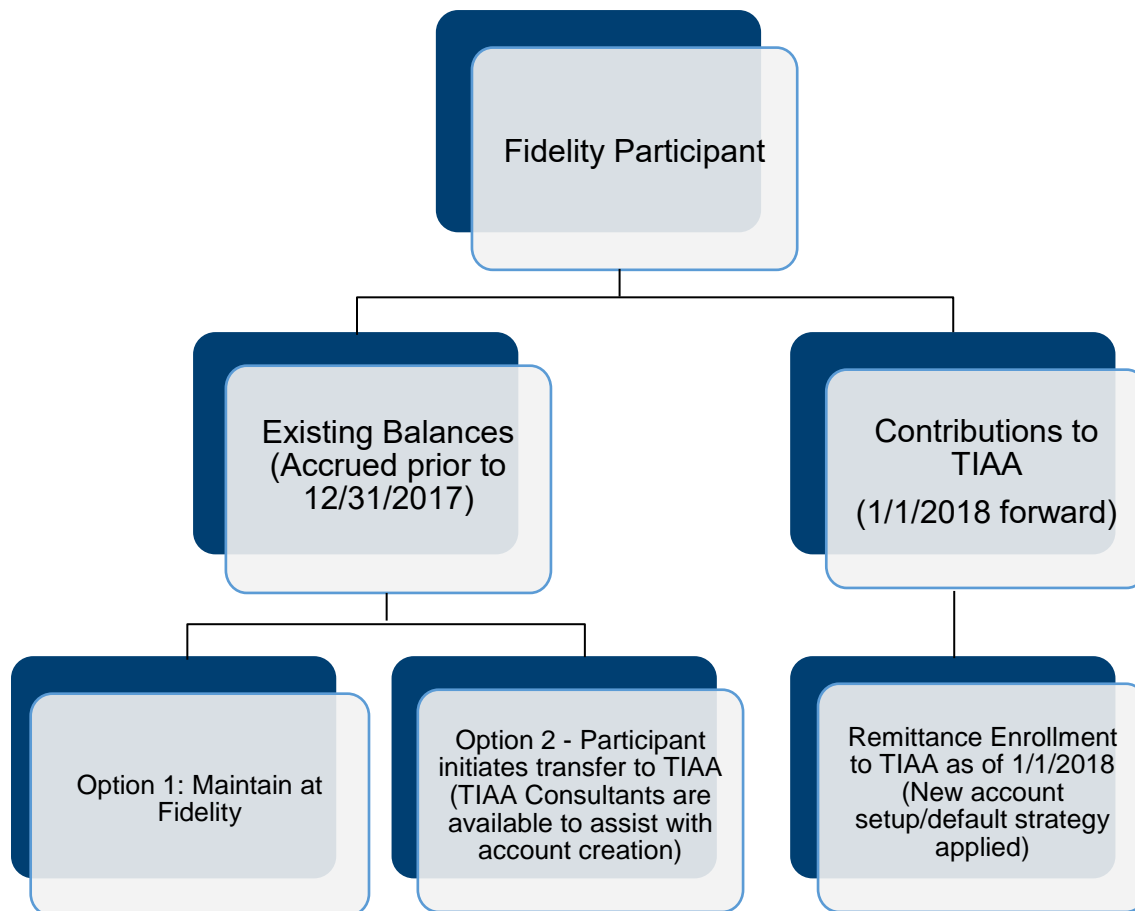 Fidelity Participant
Existing Balances
(Accrued prior to
12/31/2017)
Contributions to
TIAA
(1/1/2018 forward)
Option 1: Maintain at
Fidelity
Option 2 - Participant
initiates transfer to TIAA
(TIAA Consultants are
available to assist with
account creation)
Remittance Enrollment
to TIAA as of 1/1/2018
(New account
setup/default strategy
applied)